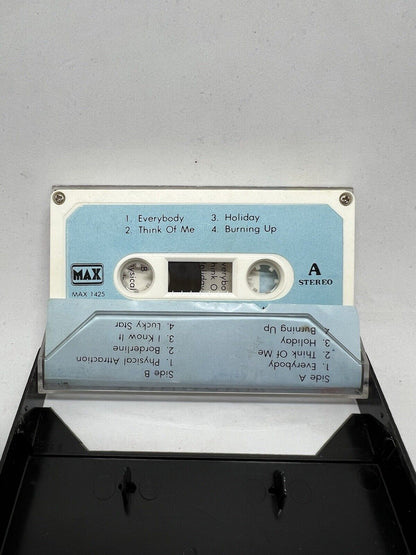 1. Everybody
2. Think Of Me
3. Holiday
4. Burning Up
MAX
MAX 1425
A
STEREO
Side A
1. Everybody
2. Think Of Me
3. Holiday
4. Burning Up
Side B
1. Physical Attraction
2. Borderline
3. I Know It
4. Lucky Star